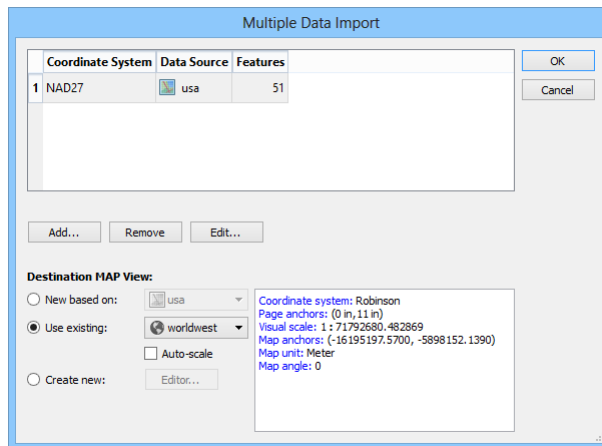 Multiple Data Import
Coordinate System Data Source Features
1 NAD27 usa 51
OK
Cancel
Add... Remove Edit...
Destination MAP View:
New based on: usa
Use existing: worldwest
Auto-scale
Create new: Editor...
Coordinate system: Robinson
Page anchors: (0 in,11 in)
Visual scale: 1 : 71792680.482869
Map anchors: (-16195197.5700, -5898152.1390)
Map unit: Meter
Map angle: 0